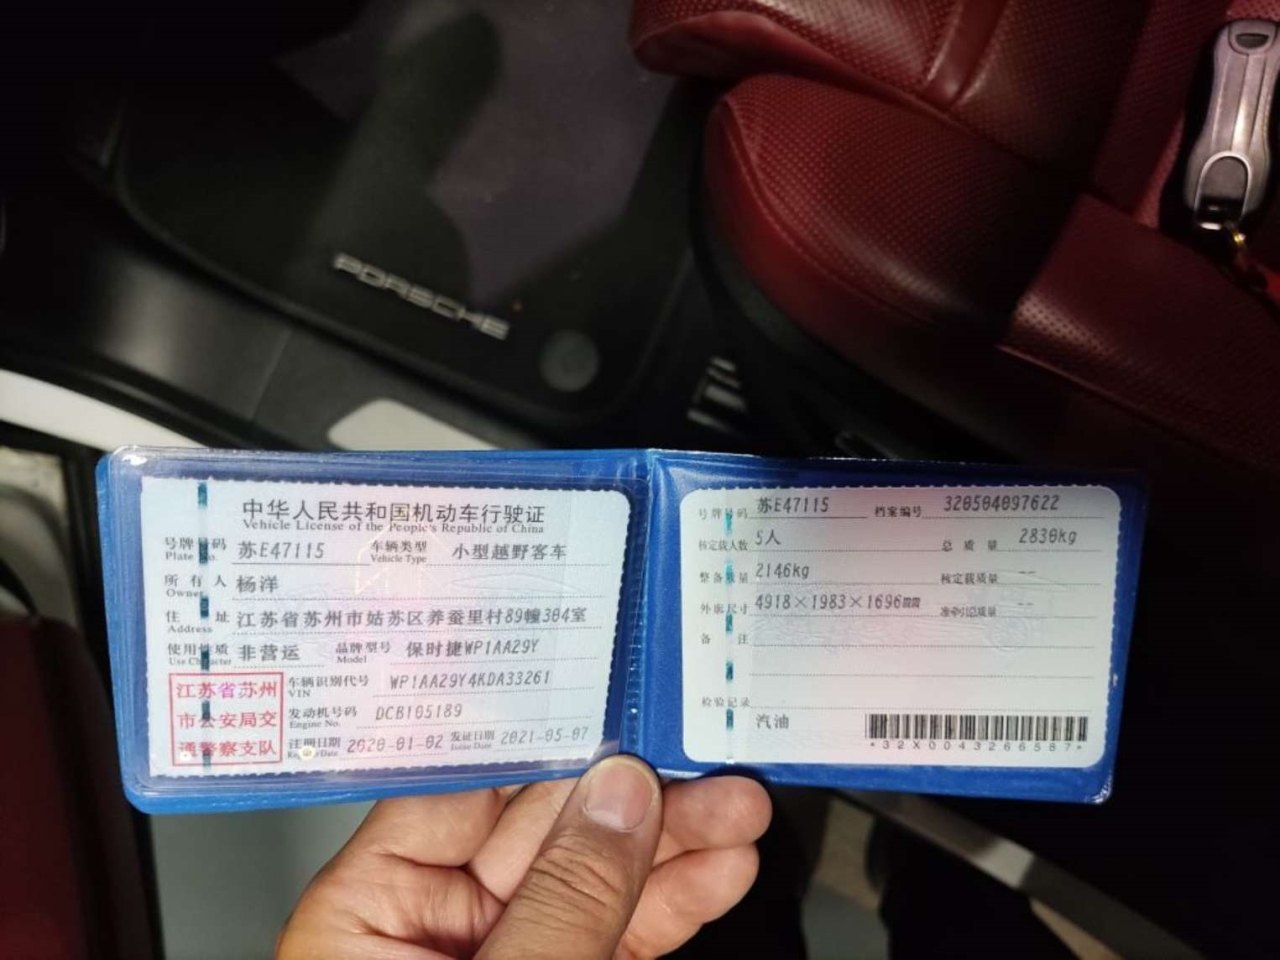 PORSCHE
中华人民共和国机动车行驶证
Vehicle License of the People's Republic of China
号牌号码 苏E47115 车辆类型 小型越野客车
Plate No. Vehicle Type
所有人 杨洋
Owner
住址 江苏省苏州市姑苏区养蚕里村89幢304室
Address
使用性质 非营运 品牌型号 保时捷WP1AA29Y
Use Character Model
江苏省苏州
市公安局交
通警察支队
车辆识别代号 WP1AA29Y4KDA33261
VIN
发动机号码 DCB105189
Engine No.
注册日期 2020-01-02 发证日期 2021-05-07
Register Date Issue Date
号牌号码 苏E47115 档案编号 320504097622
核定载人数 5人 总质量 2830kg
整备质量 2146kg 核定载质量 --
外廓尺寸 4918×1983×1696mm 准牵引总质量 --
备注
检验记录
汽油
*32X0043266587*